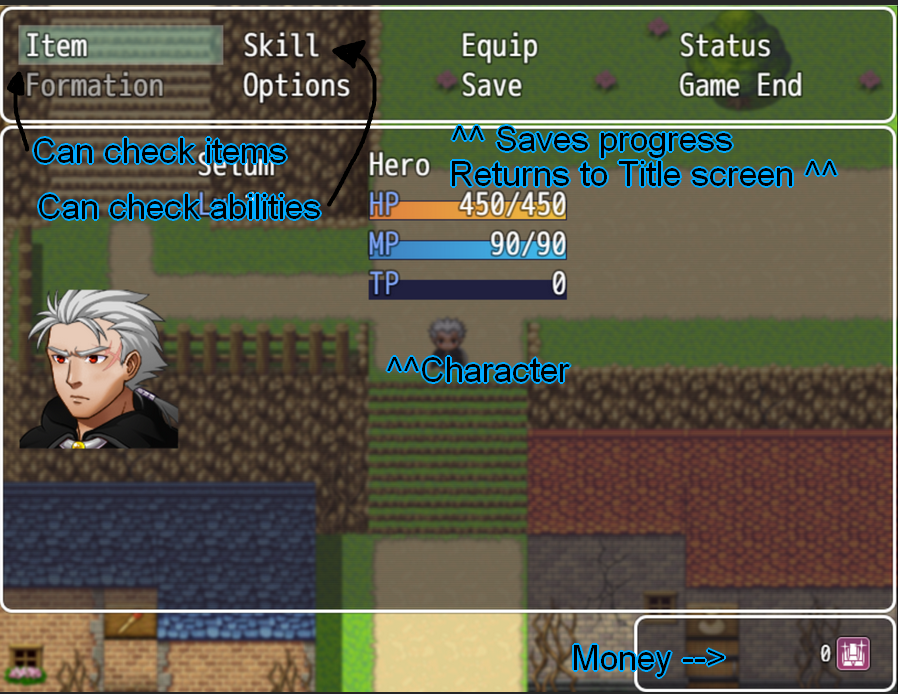 Item Skill Equip Status
Formation Options Save Game End
^^ Saves progress
Can check items
Returns to Title screen ^^
Hero
Can check abilities
HP 450/450
MP 90/90
TP 0
^^Character
Money --> 0